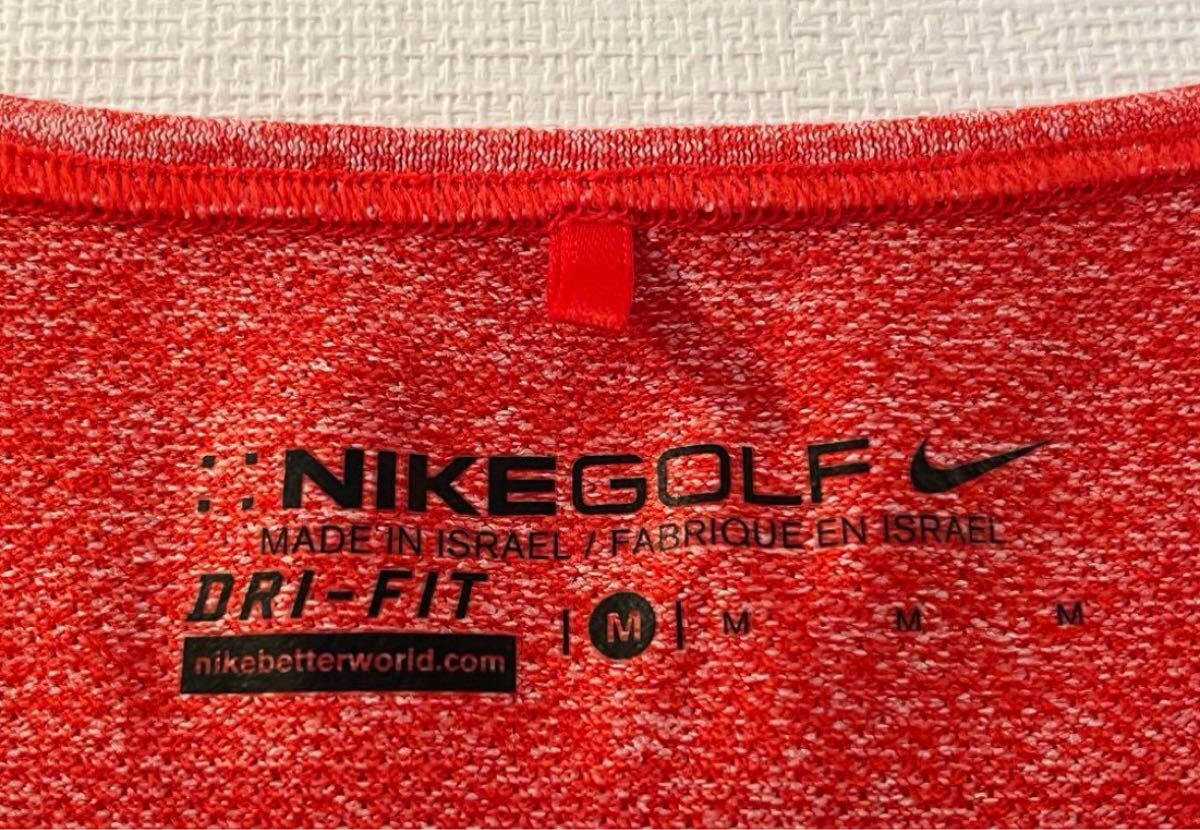 NIKEGOLF
MADE IN ISRAEL / FABRIQUE EN ISRAEL
DRI-FIT
| M | M M M
nikebetterworld.com